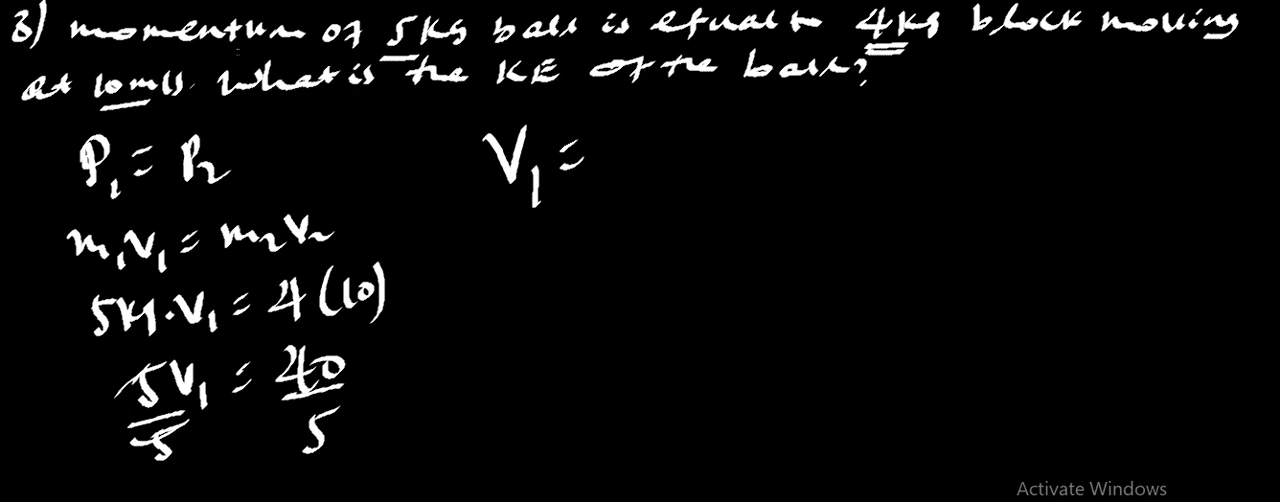 3) momentum of 5kg ball is equal to 4kg block moving
at 10m/s. What is the KE of the ball?
P₁ = P₂
V₁ =
m₁v₁ = m₂v₂
5kg.v₁ = 4(10)
5v₁/5 = 40/5
Activate Windows